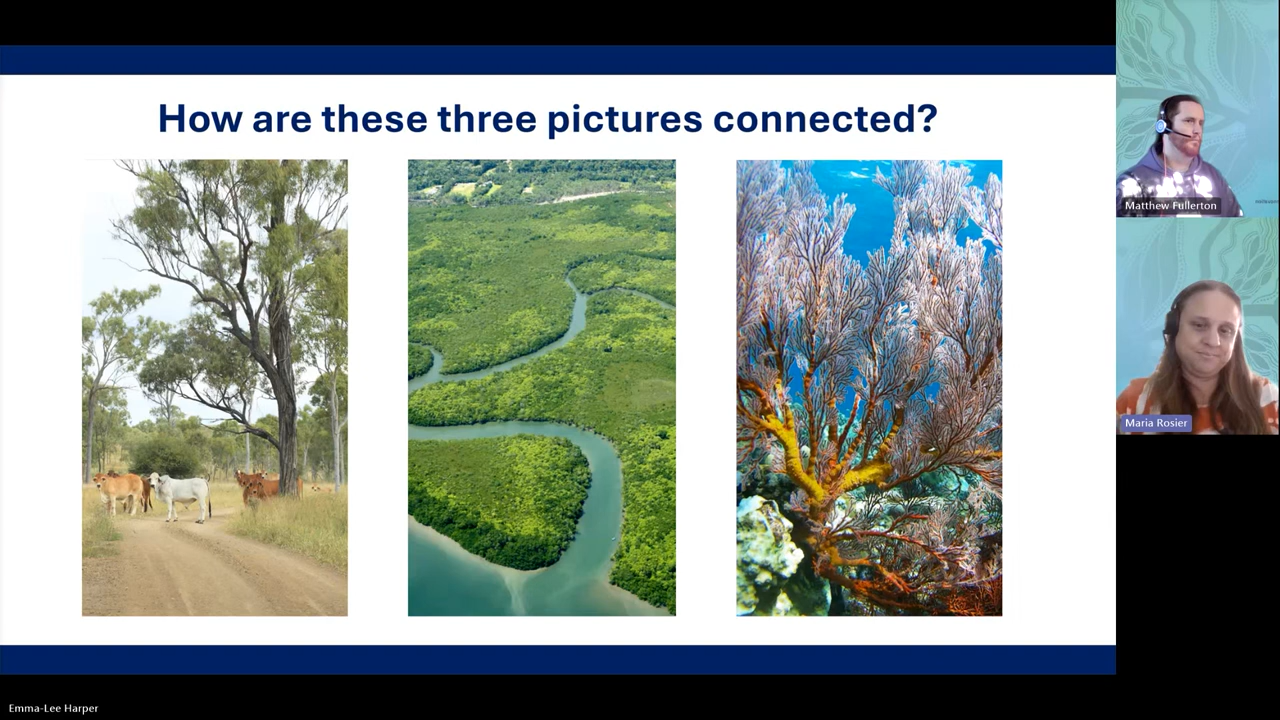 How are these three pictures connected?
Matthew Fullerton
Maria Rosier
Emma-Lee Harper